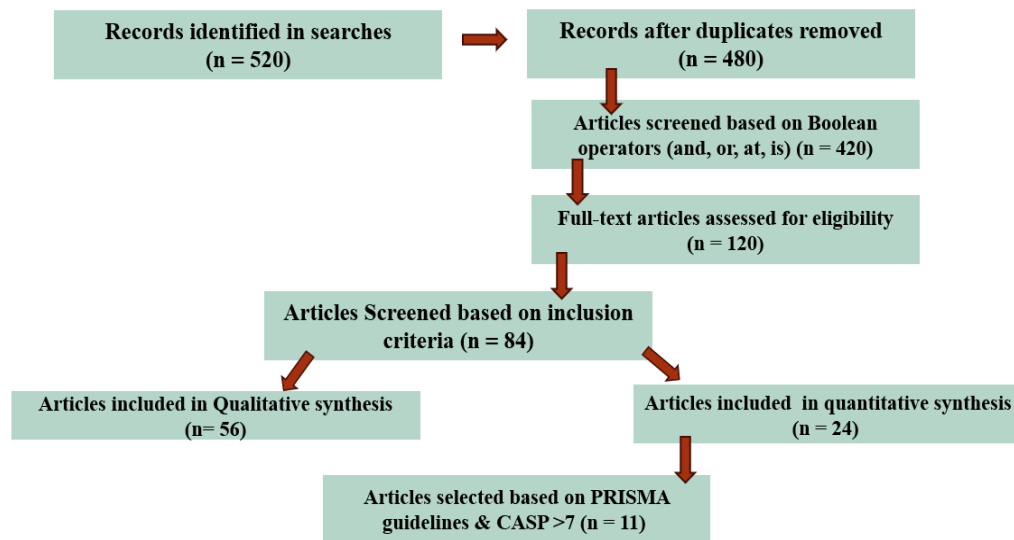 Records identified in searches
(n = 520)
Records after duplicates removed
(n = 480)
Articles screened based on Boolean
operators (and, or, at, is) (n = 420)
Full-text articles assessed for eligibility
(n = 120)
Articles Screened based on inclusion
criteria (n = 84)
Articles included in Qualitative synthesis
(n= 56)
Articles included in quantitative synthesis
(n = 24)
Articles selected based on PRISMA
guidelines & CASP >7 (n = 11)